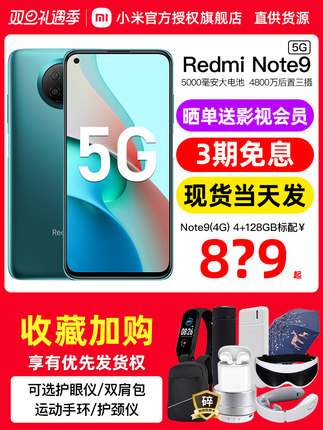 双旦礼遇季
mi 小米官方授权旗舰店 直供货源
5G
Redmi Note9
5000毫安大电池 4800万后置三摄
晒单送影视会员
3期免息
现货当天发
Note9(4G) 4+128GB标配￥
8?9起
5G
Red
收藏加购
享有优先发货权
可选护眼仪/双肩包
运动手环/护颈仪
碎